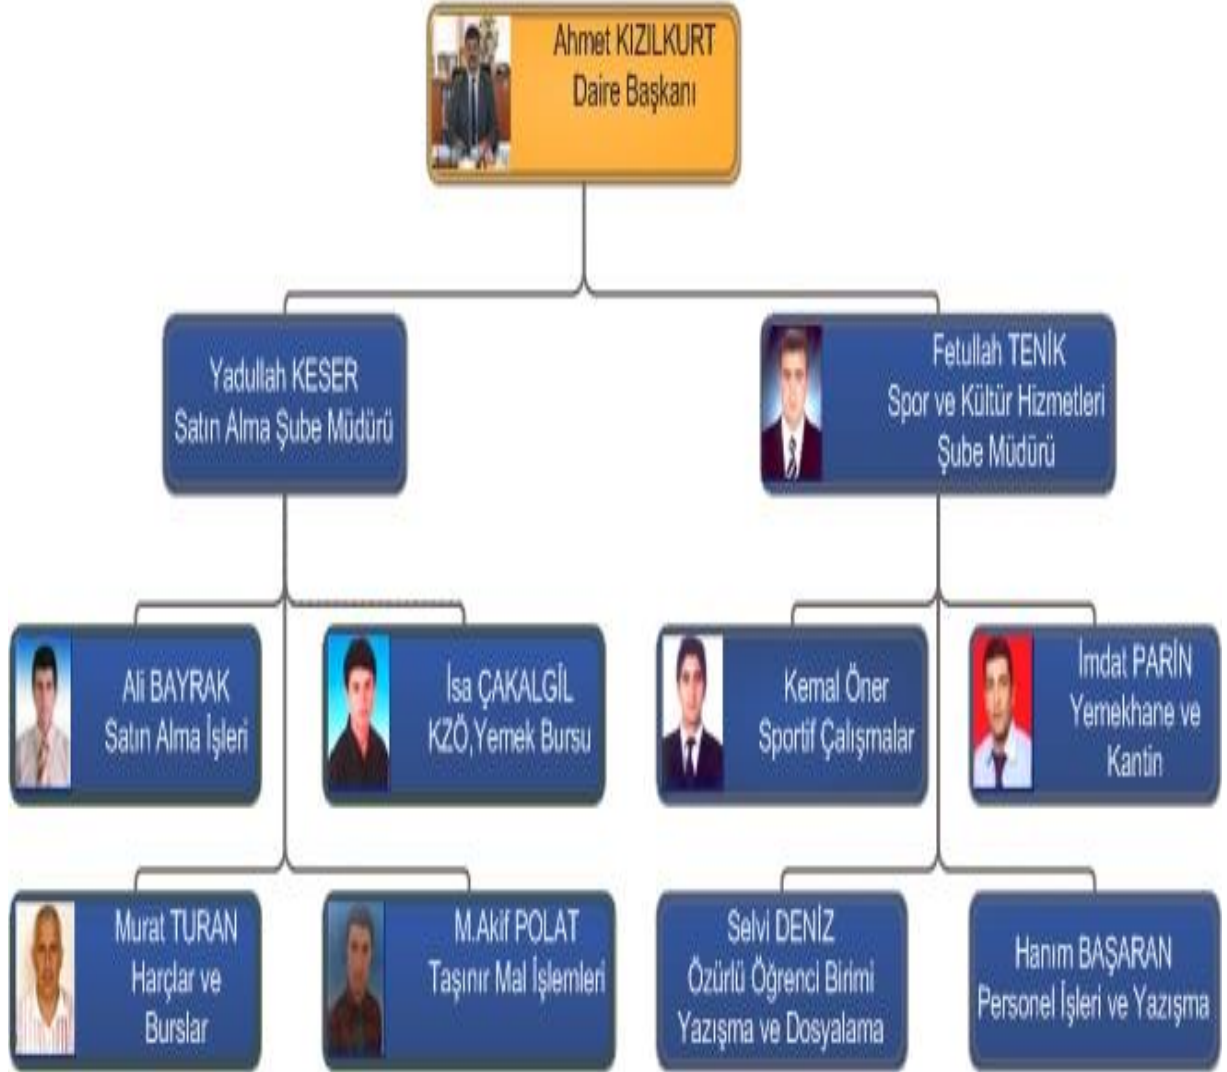 Ahmet KIZILKURT
Daire Başkanı
Yadullah KESER
Satın Alma Şube Müdürü
Fetullah TENİK
Spor ve Kültür Hizmetleri
Şube Müdürü
Ali BAYRAK
Satın Alma İşleri
İsa ÇAKALGİL
KZÖ,Yemek Bursu
Kemal Öner
Sportif Çalışmalar
İmdat PARİN
Yemekhane ve
Kantin
Murat TURAN
Harçlar ve
Burslar
M.Akif POLAT
Taşınır Mal İşlemleri
Selvi DENİZ
Özürlü Öğrenci Birimi
Yazışma ve Dosyalama
Hanım BAŞARAN
Personel İşleri ve Yazışma